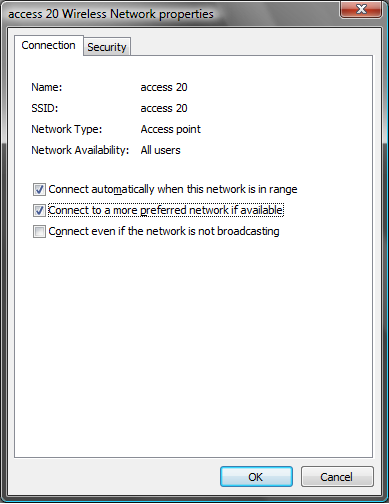 access 20 Wireless Network properties
Connection Security
Name: access 20
SSID: access 20
Network Type: Access point
Network Availability: All users
Connect automatically when this network is in range
Connect to a more preferred network if available
Connect even if the network is not broadcasting
OK Cancel